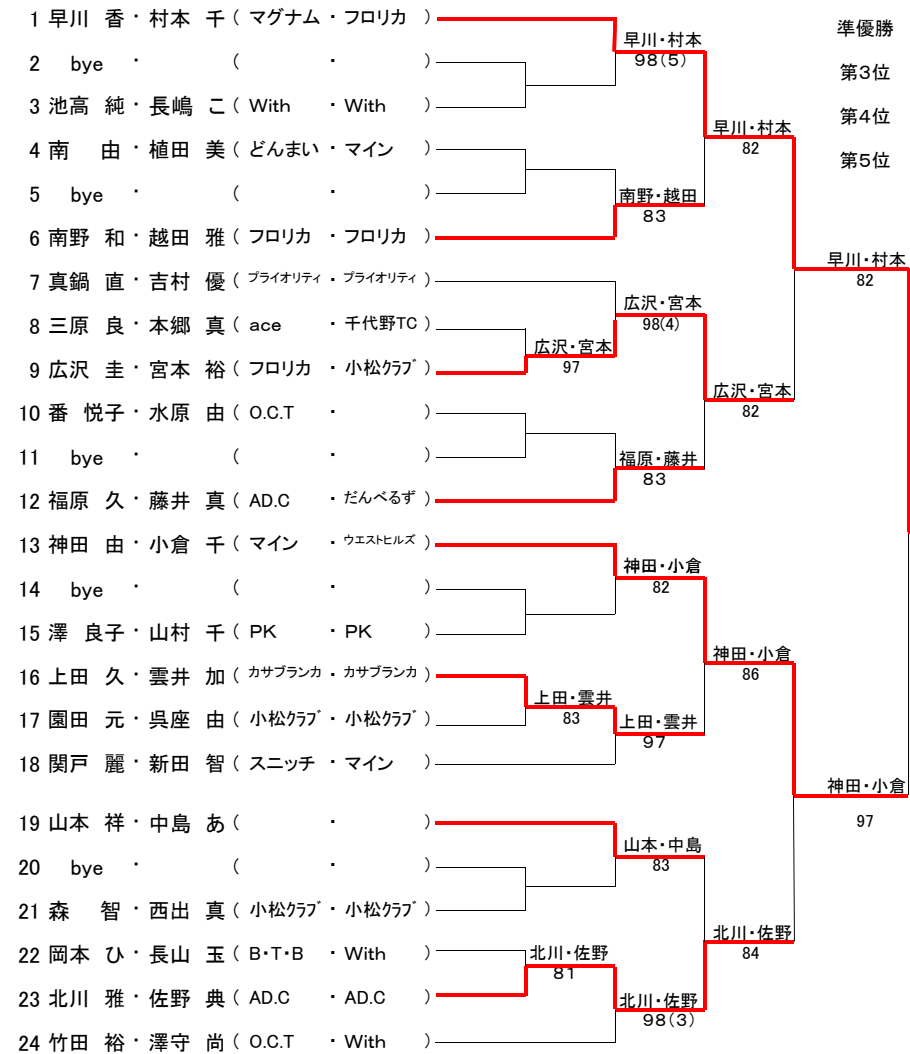 1 早川 香・村本 千 ( マグナム ・ フロリカ )
準優勝
早川・村本
98(5)
2 bye ・ ( ・ )
第3位
3 池高 純・長嶋 こ ( With ・ With )
第4位
早川・村本
82
4 南 由・植田 美 ( どんまい ・ マイン )
第5位
5 bye ・ ( ・ )
南野・越田
83
6 南野 和・越田 雅 ( フロリカ ・ フロリカ )
早川・村本
82
7 真鍋 直・吉村 優 ( プライオリティ ・ プライオリティ )
広沢・宮本
98(4)
8 三原 良・本郷 真 ( ace ・ 千代野TC )
広沢・宮本
97
9 広沢 圭・宮本 裕 ( フロリカ ・ 小松クラブ )
広沢・宮本
82
10 番 悦子・水原 由 ( O.C.T ・ )
11 bye ・ ( ・ )
福原・藤井
83
12 福原 久・藤井 真 ( AD.C ・ だんべるず )
13 神田 由・小倉 千 ( マイン ・ ウエストヒルズ )
神田・小倉
82
14 bye ・ ( ・ )
15 澤 良子・山村 千 ( PK ・ PK )
神田・小倉
86
16 上田 久・雲井 加 ( カサブランカ ・ カサブランカ )
上田・雲井
83
17 園田 元・呉座 由 ( 小松クラブ ・ 小松クラブ )
上田・雲井
97
18 関戸 麗・新田 智 ( スニッチ ・ マイン )
神田・小倉
97
19 山本 祥・中島 あ ( ・ )
山本・中島
83
20 bye ・ ( ・ )
21 森 智・西出 真 ( 小松クラブ ・ 小松クラブ )
北川・佐野
84
22 岡本 ひ・長山 玉 ( B・T・B ・ With )
北川・佐野
81
23 北川 雅・佐野 典 ( AD.C ・ AD.C )
北川・佐野
98(3)
24 竹田 裕・澤守 尚 ( O.C.T ・ With )